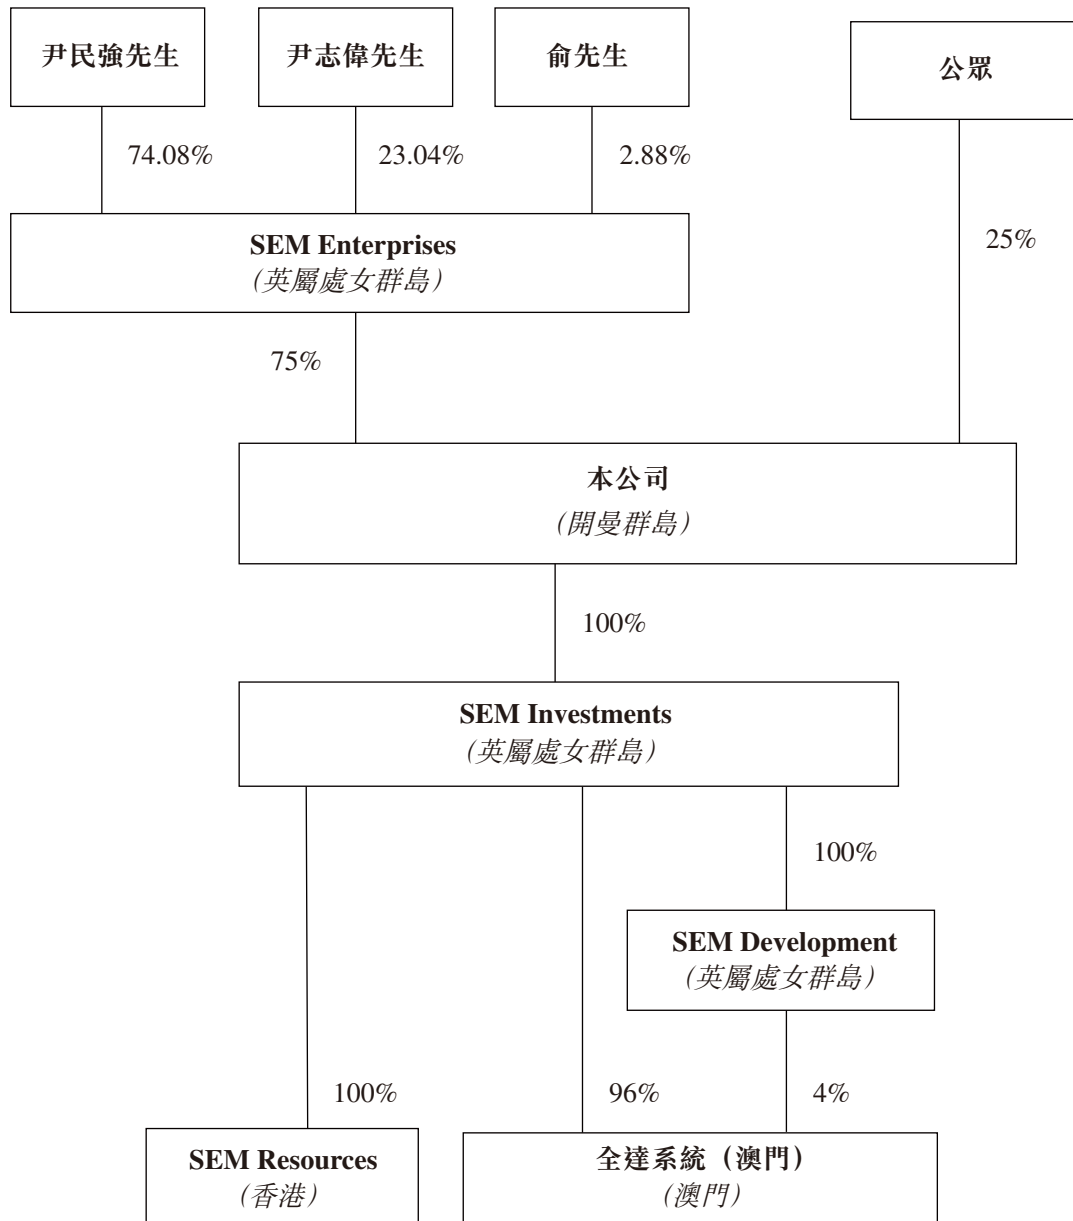 尹民強先生
尹志偉先生
俞先生
公眾
74.08%
23.04%
2.88%
25%
SEM Enterprises
（英屬處女群島）
75%
本公司
（開曼群島）
100%
SEM Investments
（英屬處女群島）
100%
SEM Development
（英屬處女群島）
100%
96%
4%
SEM Resources
（香港）
全達系統（澳門）
（澳門）